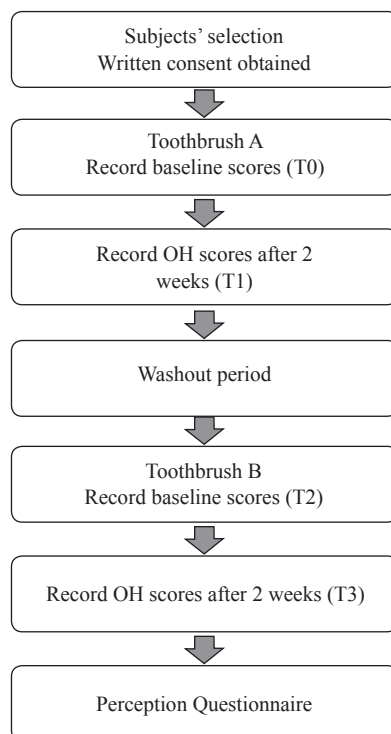 Subjects’ selection
Written consent obtained
Toothbrush A
Record baseline scores (T0)
Record OH scores after 2
weeks (T1)
Washout period
Toothbrush B
Record baseline scores (T2)
Record OH scores after 2 weeks (T3)
Perception Questionnaire